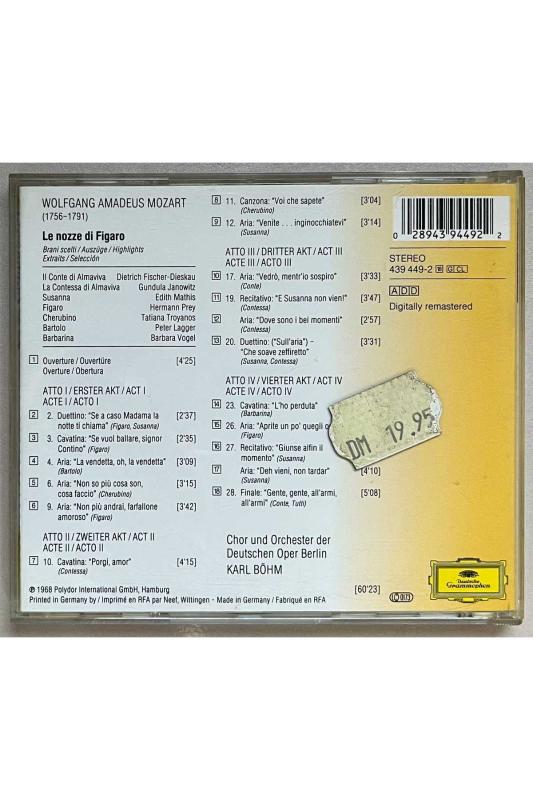 WOLFGANG AMADEUS MOZART
(1756–1791)
Le nozze di Figaro
Brani scelti / Auszüge / Highlights
Extraits / Selección
Il Conte di Almaviva Dietrich Fischer-Dieskau
La Contessa di Almaviva Gundula Janowitz
Susanna Edith Mathis
Figaro Hermann Prey
Cherubino Tatiana Troyanos
Bartolo Peter Lagger
Barbarina Barbara Vogel
1 Ouverture / Ouvertüre [4'25]
Overture / Obertura
ATTO I / ERSTER AKT / ACT I
ACTE I / ACTO I
2 2. Duettino: "Se a caso Madama la [2'37]
notte ti chiama" (Figaro, Susanna)
3 3. Cavatina: "Se vuol ballare, signor [2'35]
Contino" (Figaro)
4 4. Aria: "La vendetta, oh, la vendetta" [3'09]
(Bartolo)
5 6. Aria: "Non so più cosa son, [3'15]
cosa faccio" (Cherubino)
6 9. Aria: "Non più andrai, farfallone [3'42]
amoroso" (Figaro)
ATTO II / ZWEITER AKT / ACT II
ACTE II / ACTO II
7 10. Cavatina: "Porgi, amor" [4'15]
(Contessa)
8 11. Canzona: "Voi che sapete" [3'04]
(Cherubino)
9 12. Aria: "Venite . . . inginocchiatevi" [3'14]
(Susanna)
ATTO III / DRITTER AKT / ACT III
ACTE III / ACTO III
10 17. Aria: "Vedrò, mentr'io sospiro" [3'33]
(Conte)
11 19. Recitativo: "E Susanna non vien!" [3'47]
(Contessa)
12 Aria: "Dove sono i bei momenti" [2'57]
(Contessa)
13 20. Duettino: ("Sull'aria") – [3'31]
"Che soave zeffiretto"
(Susanna, Contessa)
ATTO IV / VIERTER AKT / ACT IV
ACTE IV / ACTO IV
14 23. Cavatina: "L'ho perduta"
(Barbarina)
15 26. Aria: "Aprite un po' quegli o
(Figaro)
16 27. Recitativo: "Giunse alfin il
momento" (Susanna)
17 Aria: "Deh vieni, non tardar" [4'10]
(Susanna)
18 28. Finale: "Gente, gente, all'armi, [5'08]
all'armi" (Conte, Tutti)
Chor und Orchester der
Deutschen Oper Berlin
KARL BÖHM
[60'23]
0 28943 94492 2
STEREO
439 449-2 GI CL
ADD
Digitally remastered
DM 19.95
Deutsche
Grammophon
℗ 1968 Polydor International GmbH, Hamburg
Printed in Germany by / Imprimé en RFA par Neef, Wittingen - Made in Germany / Fabriqué en RFA